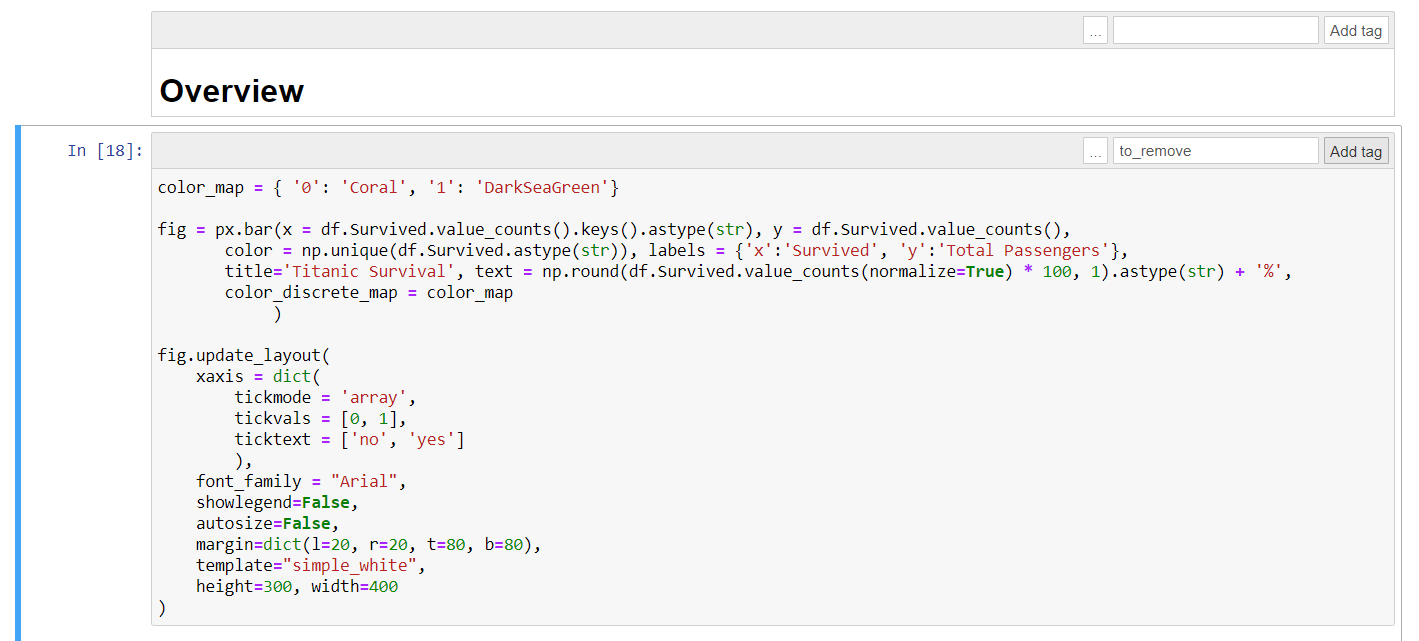 ... Add tag
Overview
In [18]: ... to_remove Add tag
color_map = { '0': 'Coral', '1': 'DarkSeaGreen'}
fig = px.bar(x = df.Survived.value_counts().keys().astype(str), y = df.Survived.value_counts(),
color = np.unique(df.Survived.astype(str)), labels = {'x':'Survived', 'y':'Total Passengers'},
title='Titanic Survival', text = np.round(df.Survived.value_counts(normalize=True) * 100, 1).astype(str) + '%',
color_discrete_map = color_map
)
fig.update_layout(
xaxis = dict(
tickmode = 'array',
tickvals = [0, 1],
ticktext = ['no', 'yes']
),
font_family = "Arial",
showlegend=False,
autosize=False,
margin=dict(l=20, r=20, t=80, b=80),
template="simple_white",
height=300, width=400
)